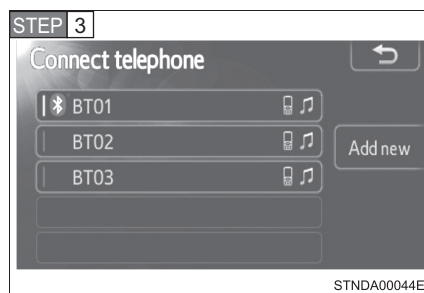 STEP 3
Connect telephone
BT01
BT02
Add new
BT03
STNDA00044E